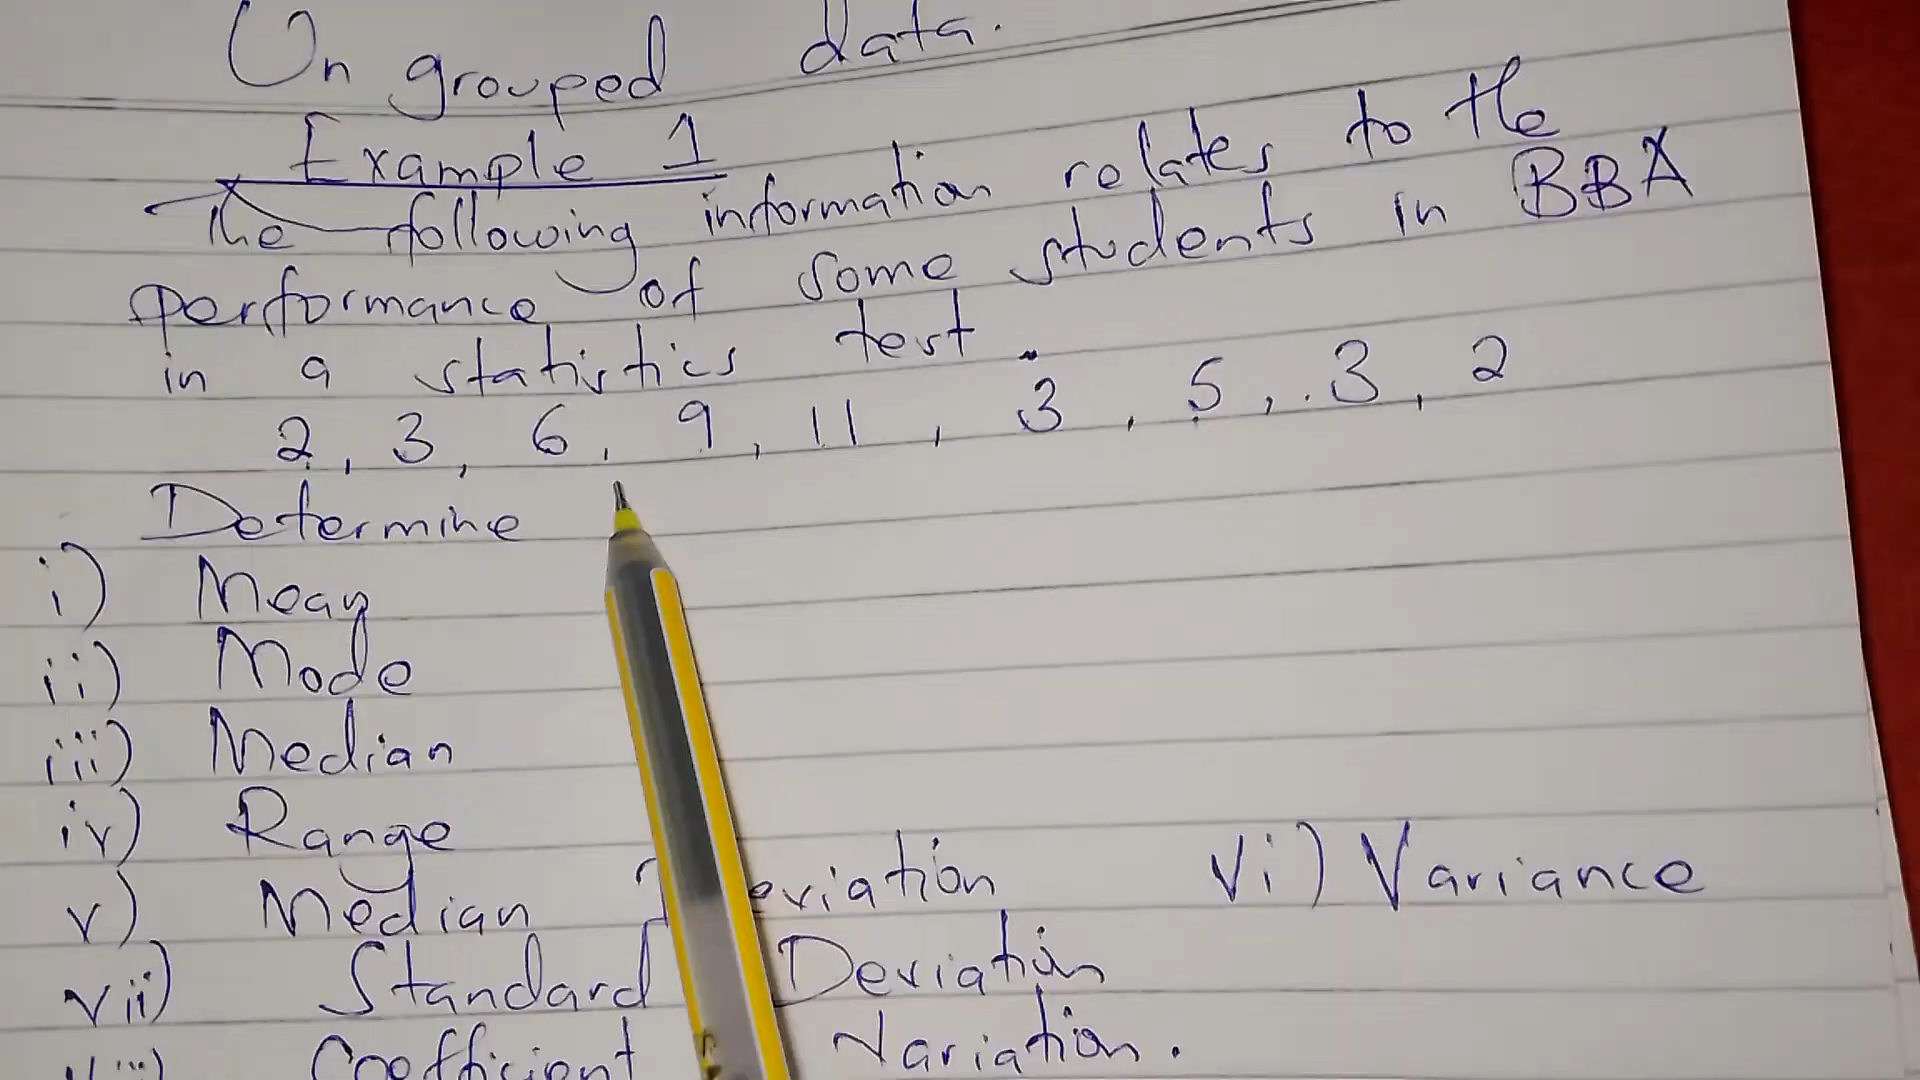 Un grouped data.
Example 1
The following information relates to the
performance of some students in BBA
in a statistics test.
2, 3, 6, 9, 11, 3, 5, 3, 2
Determine
i) Mean
ii) Mode
iii) Median
iv) Range
v) Median Deviation vi) Variance
vii) Standard Deviation
viii) Coefficient Variation.